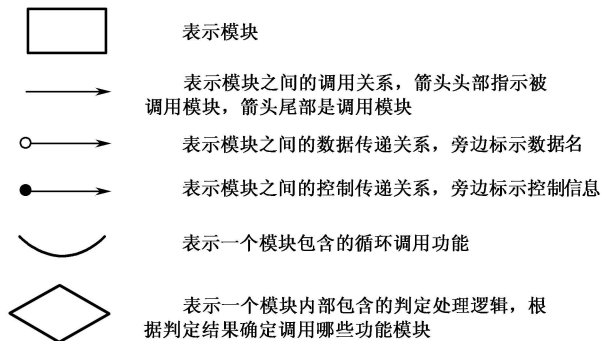 表示模块
表示模块之间的调用关系，箭头头部指示被
调用模块，箭头尾部是调用模块
表示模块之间的数据传递关系，旁边标示数据名
表示模块之间的控制传递关系，旁边标示控制信息
表示一个模块包含的循环调用功能
表示一个模块内部包含的判定处理逻辑，根
据判定结果确定调用哪些功能模块